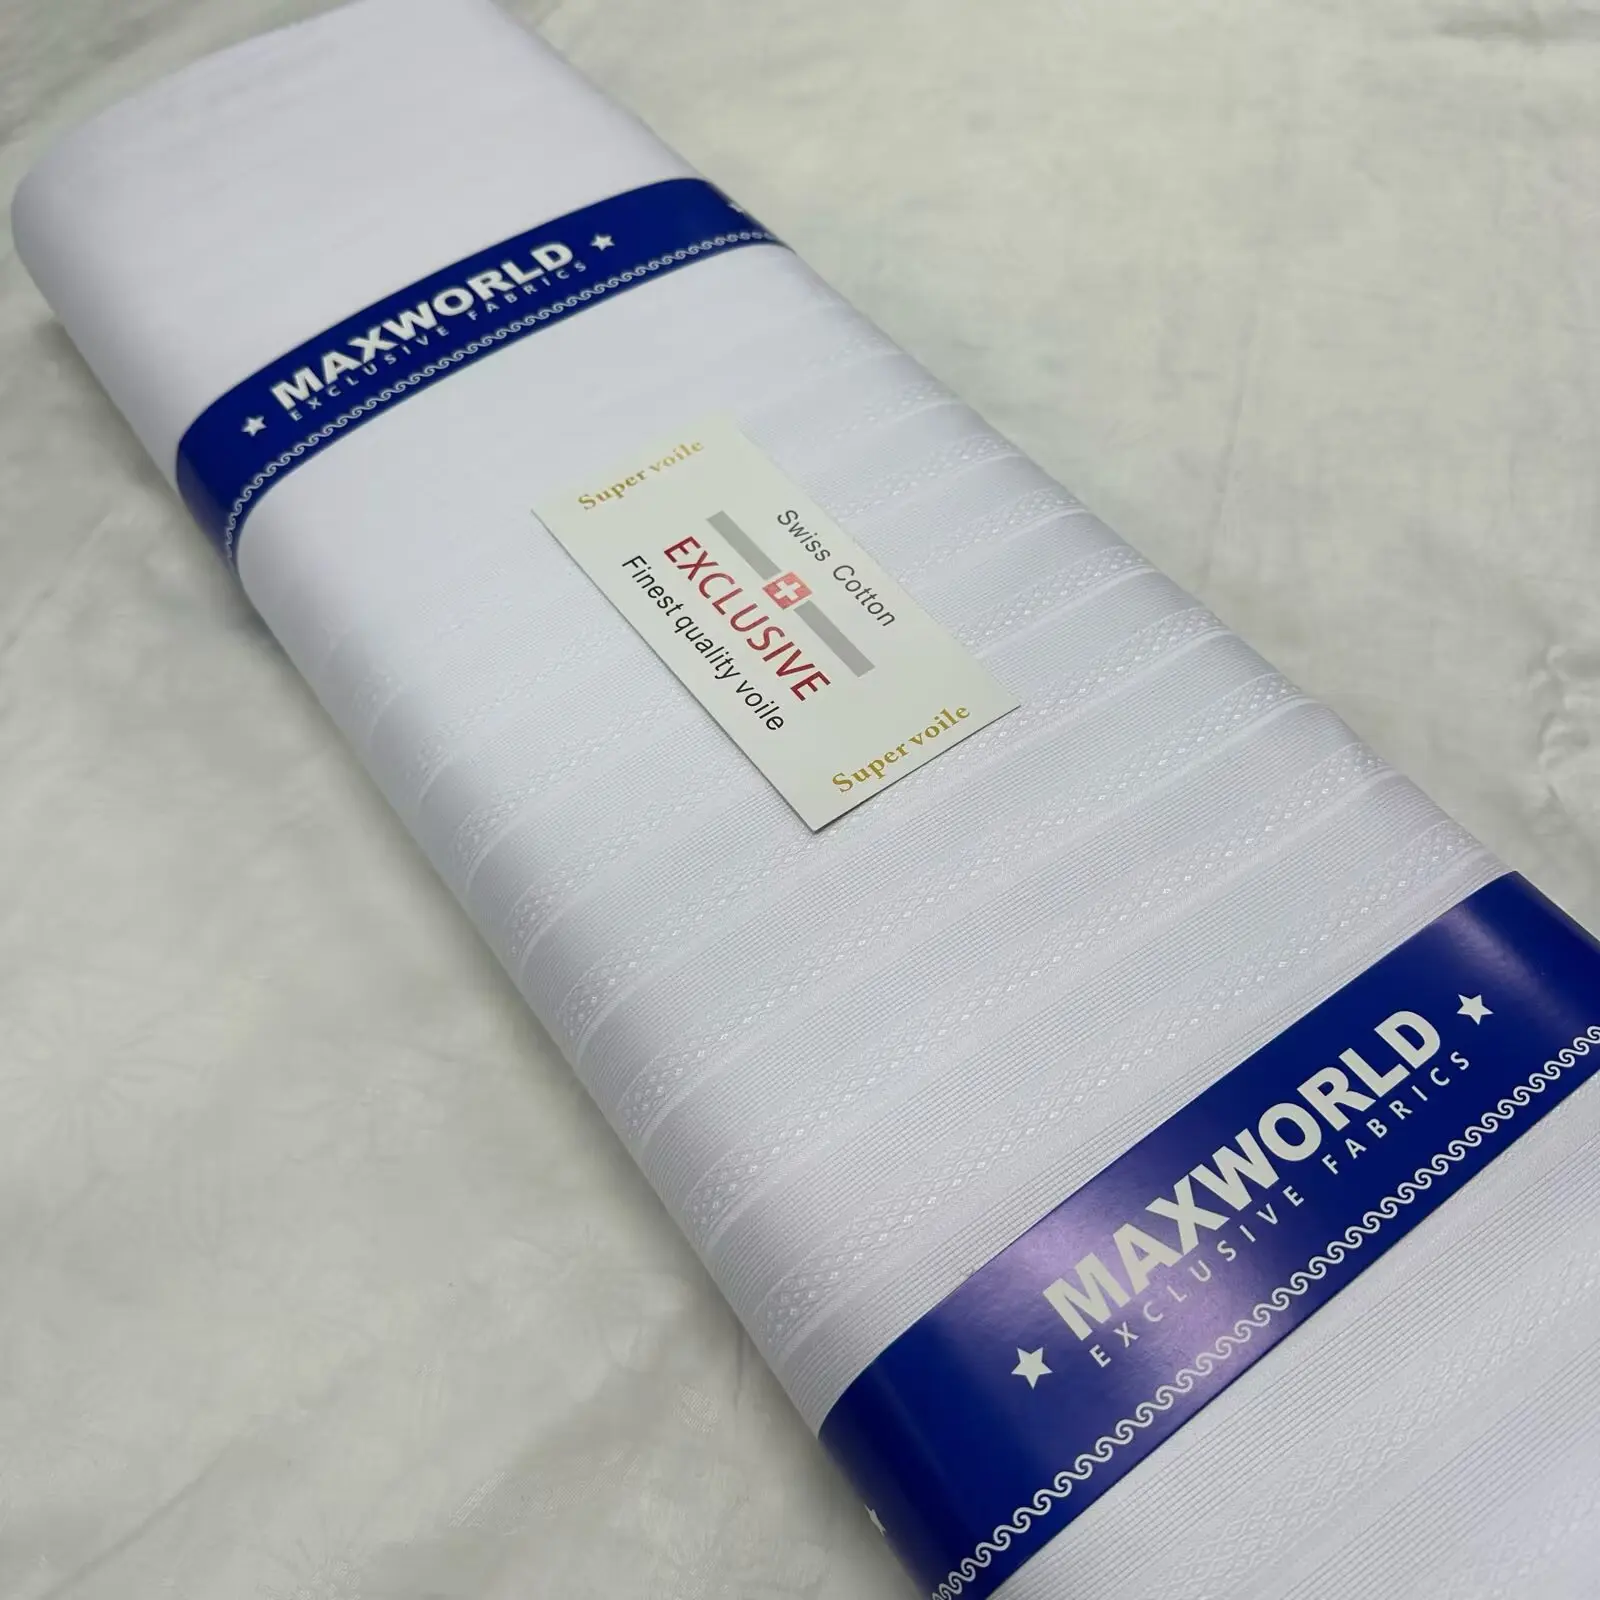 ★ MAXWORLD ★
EXCLUSIVE FABRICS
Super voile
Swiss Cotton
EXCLUSIVE
Finest quality voile
Super voile
★ MAXWORLD ★
EXCLUSIVE FABRICS